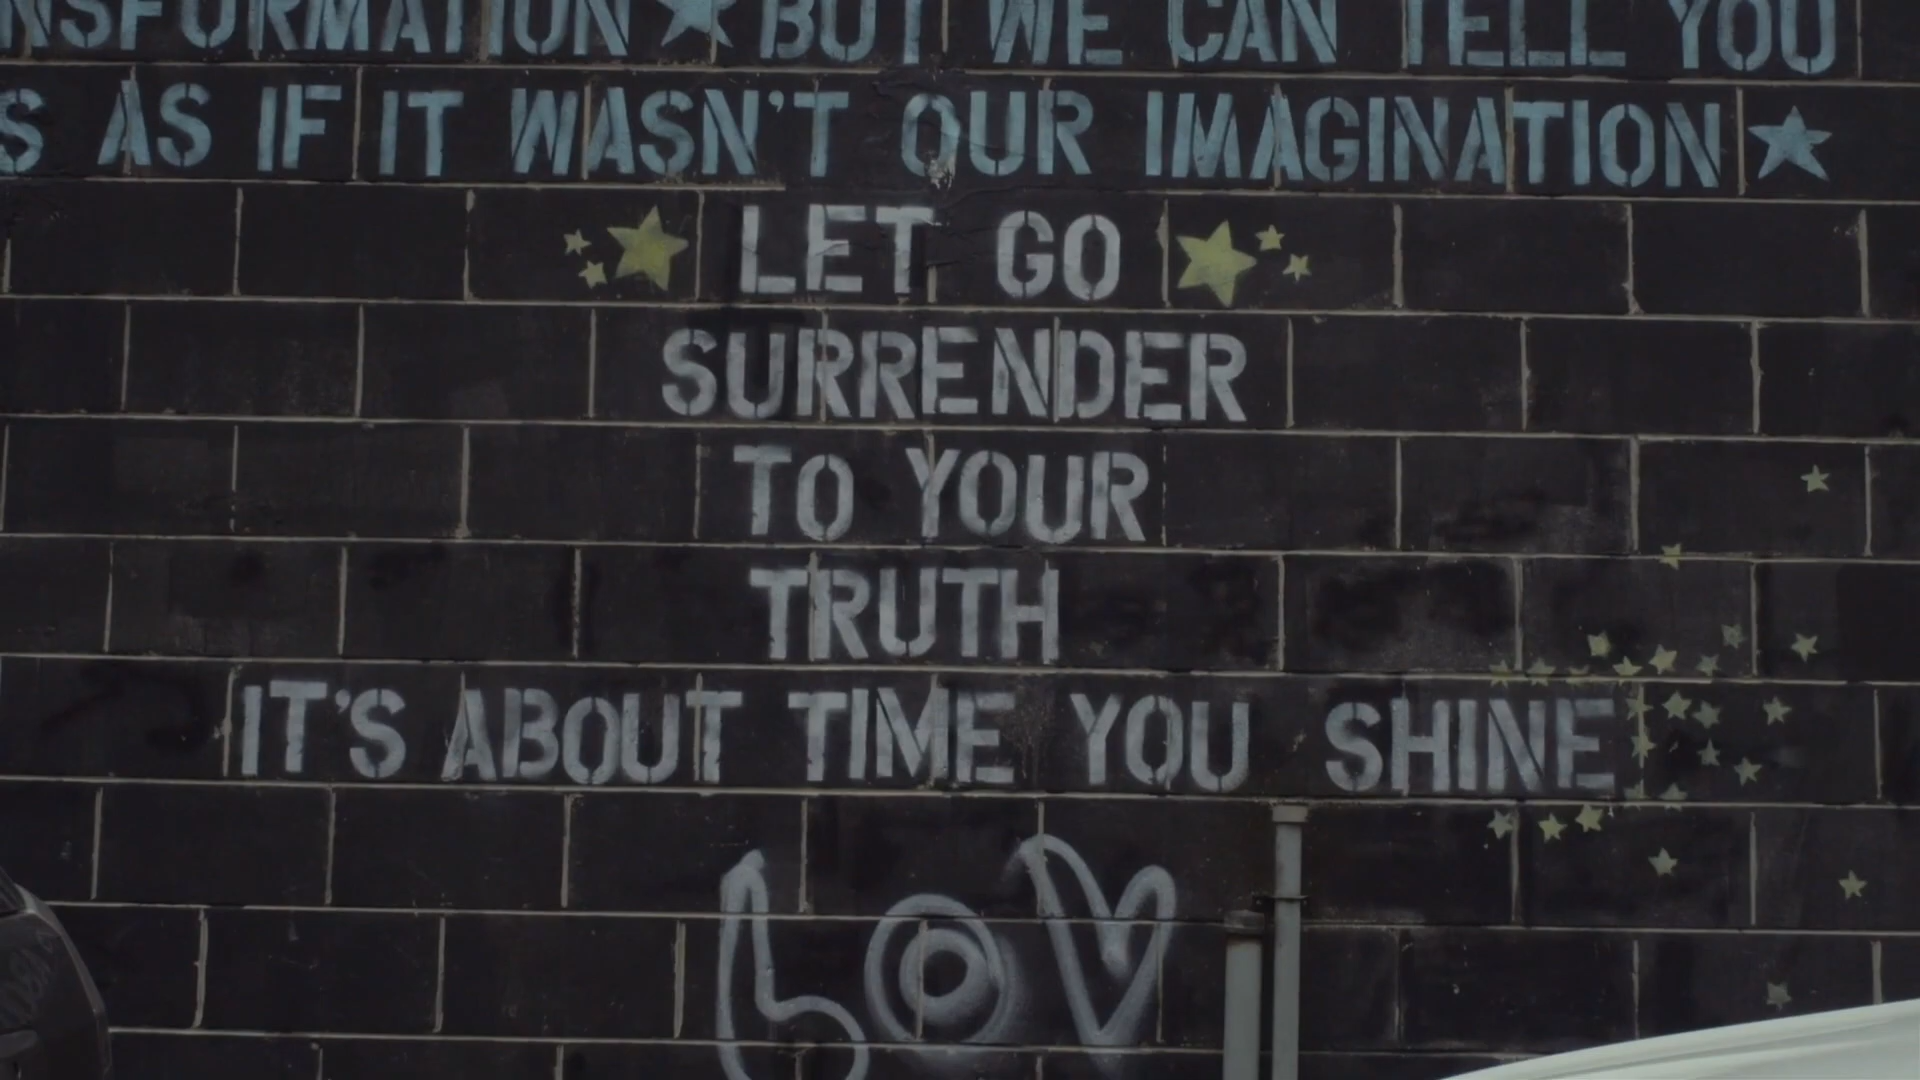 NSFORMATION ★ BUT WE CAN TELL YOU
S AS IF IT WASN'T OUR IMAGINATION ★
LET GO
SURRENDER
TO YOUR
TRUTH
IT'S ABOUT TIME YOU SHINE
LOV